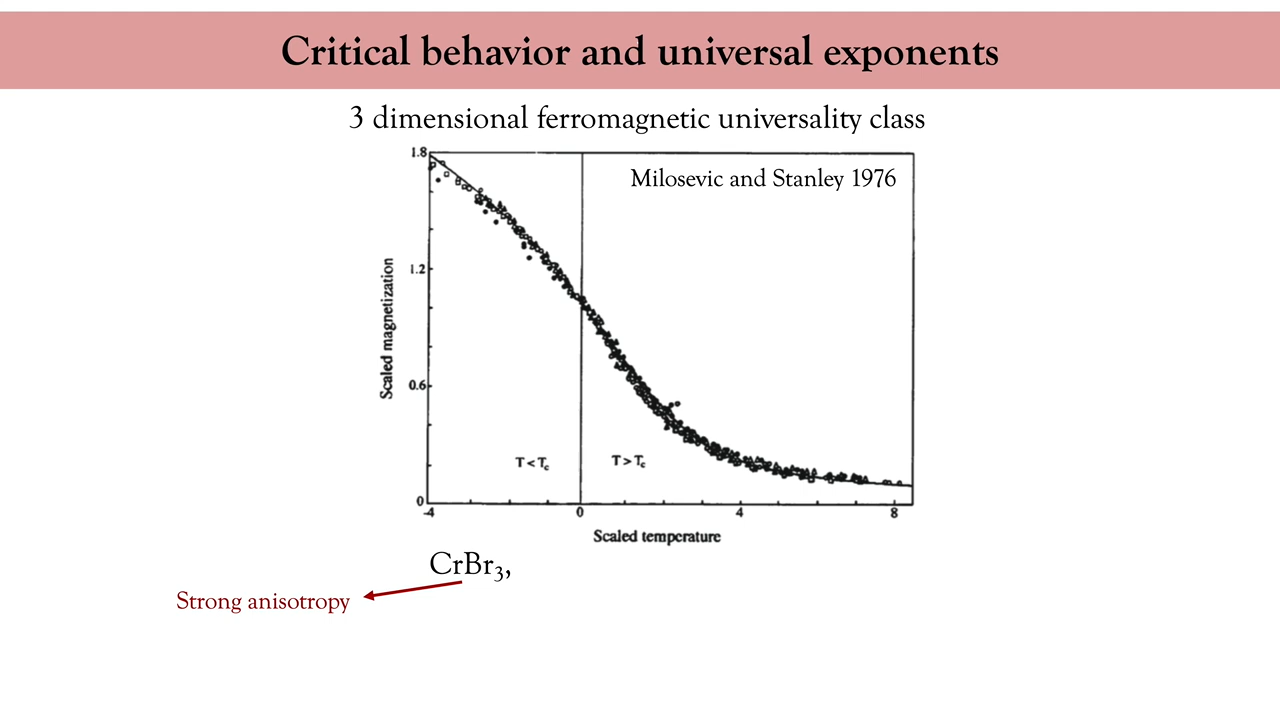 Critical behavior and universal exponents
3 dimensional ferromagnetic universality class
Milosevic and Stanley 1976
1.8
1.2
0.6
0
Scaled magnetization
T<Tc
T>Tc
-4
0
4
8
Scaled temperature
CrBr₃,
Strong anisotropy